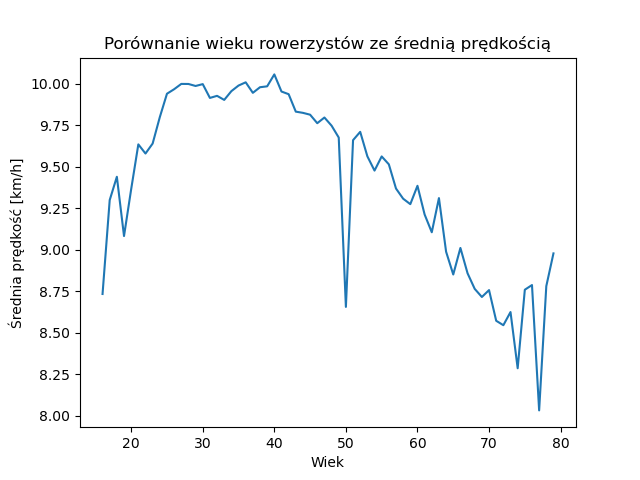 Porównanie wieku rowerzystów ze średnią prędkością
Średnia prędkość [km/h]
10.00
9.75
9.50
9.25
9.00
8.75
8.50
8.25
8.00
20 30 40 50 60 70 80
Wiek